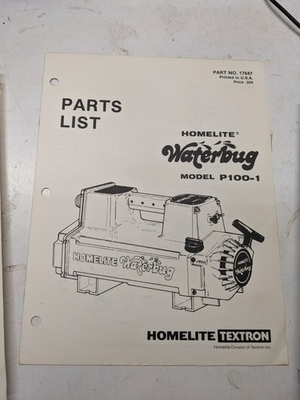 PART NO. 17647
Printed in U.S.A.
PARTS
LIST
HOMELITE®
Waterbug
MODEL P100-1
HOMELITE Waterbug
HOMELITE TEXTRON
Homelite Division of Textron Inc.